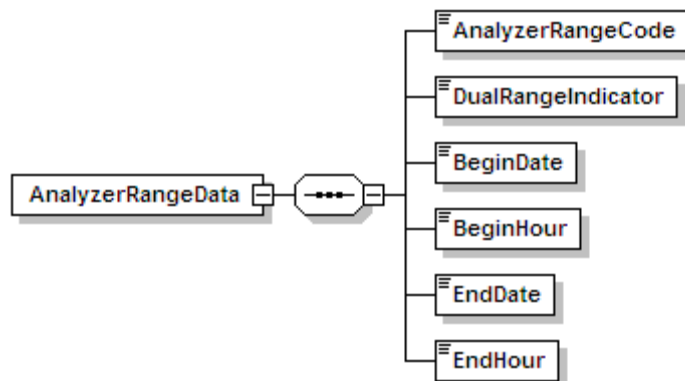 AnalyzerRangeCode
DualRangeIndicator
BeginDate
AnalyzerRangeData
BeginHour
EndDate
EndHour